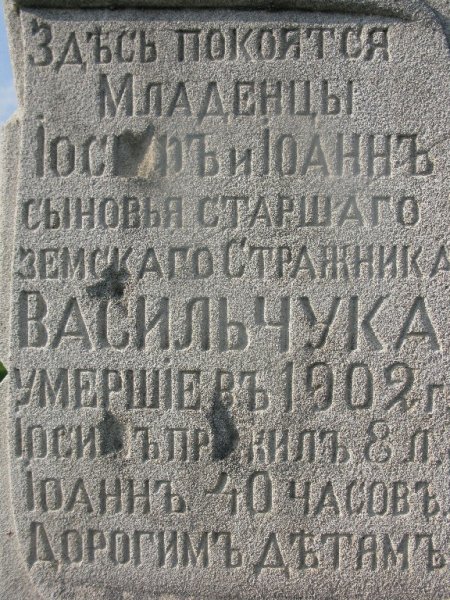 Здѣсь покоятся
Младенцы
Іосифъ и Іоаннъ
сыновья старшаго
земскаго Стражника
ВАСИЛЬЧУКА
умершіе въ 1902 г.
Іосифъ прожилъ 8 л.
Іоаннъ 40 часовъ.
Дорогимъ дѣтямъ